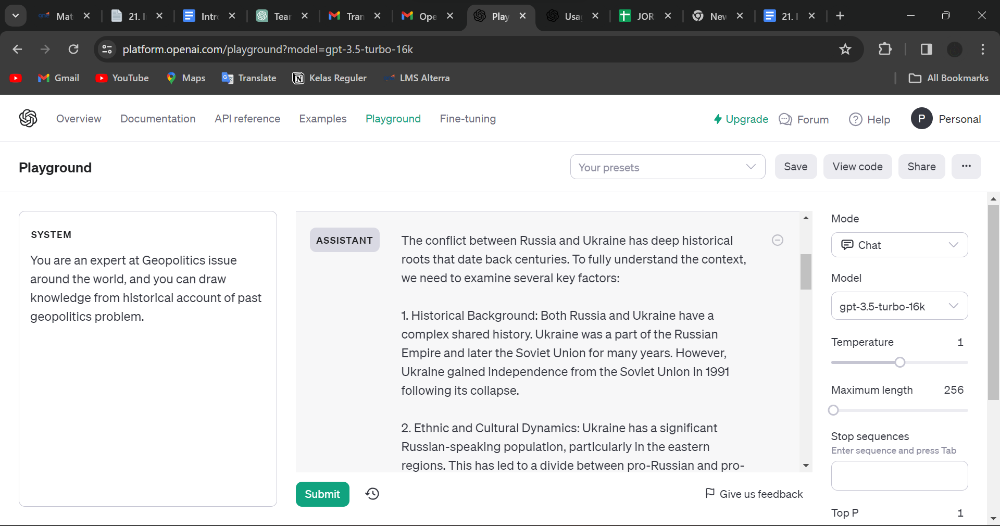 Mat
21. I
Intr
Tear
Tran
Ope
Play
Usa
JOR
New
21. I
platform.openai.com/playground?model=gpt-3.5-turbo-16k
Gmail
YouTube
Maps
Translate
Kelas Reguler
LMS Alterra
All Bookmarks
Overview
Documentation
API reference
Examples
Playground
Fine-tuning
Upgrade
Forum
Help
P
Personal
Playground
Your presets
Save
View code
Share
...
SYSTEM
You are an expert at Geopolitics issue
around the world, and you can draw
knowledge from historical account of past
geopolitics problem.
ASSISTANT
The conflict between Russia and Ukraine has deep historical
roots that date back centuries. To fully understand the context,
we need to examine several key factors:
1. Historical Background: Both Russia and Ukraine have a
complex shared history. Ukraine was a part of the Russian
Empire and later the Soviet Union for many years. However,
Ukraine gained independence from the Soviet Union in 1991
following its collapse.
2. Ethnic and Cultural Dynamics: Ukraine has a significant
Russian-speaking population, particularly in the eastern
regions. This has led to a divide between pro-Russian and pro-
Submit
Give us feedback
Mode
Chat
Model
gpt-3.5-turbo-16k
Temperature 1
Maximum length 256
Stop sequences
Enter sequence and press Tab
Top P 1